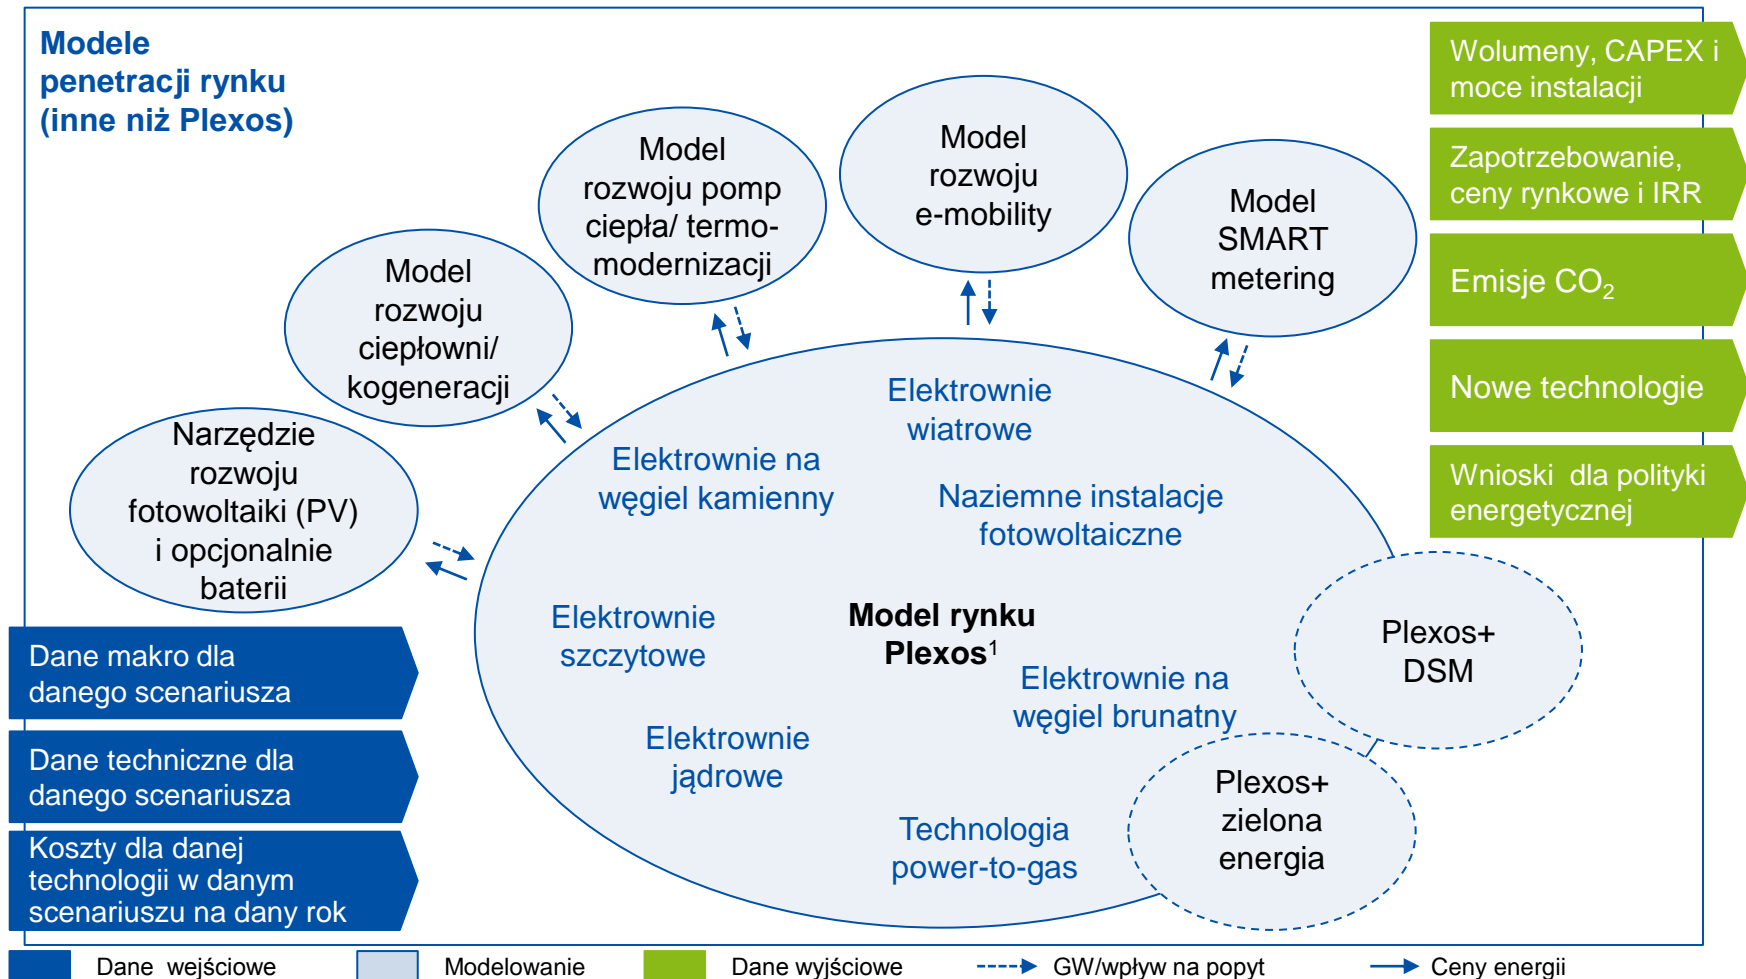 Modele
penetracji rynku
(inne niż Plexos)
Model
rozwoju pomp
ciepła/ termo-
modernizacji
Model
rozwoju
e-mobility
Model
SMART
metering
Model
rozwoju
ciepłowni/
kogeneracji
Narzędzie
rozwoju
fotowoltaiki (PV)
i opcjonalnie
baterii
Wolumeny, CAPEX i
moce instalacji
Zapotrzebowanie,
ceny rynkowe i IRR
Emisje CO₂
Nowe technologie
Wnioski  dla polityki
energetycznej
Elektrownie
wiatrowe
Elektrownie na
węgiel kamienny
Naziemne instalacje
fotowoltaiczne
Elektrownie
szczytowe
Model rynku
Plexos¹
Elektrownie na
węgiel brunatny
Elektrownie
jądrowe
Technologia
power-to-gas
Plexos+
DSM
Plexos+
zielona
energia
Dane makro dla
danego scenariusza
Dane techniczne dla
danego scenariusza
Koszty dla danej
technologii w danym
scenariuszu na dany rok
Dane  wejściowe
Modelowanie
Dane wyjściowe
GW/wpływ na popyt
Ceny energii